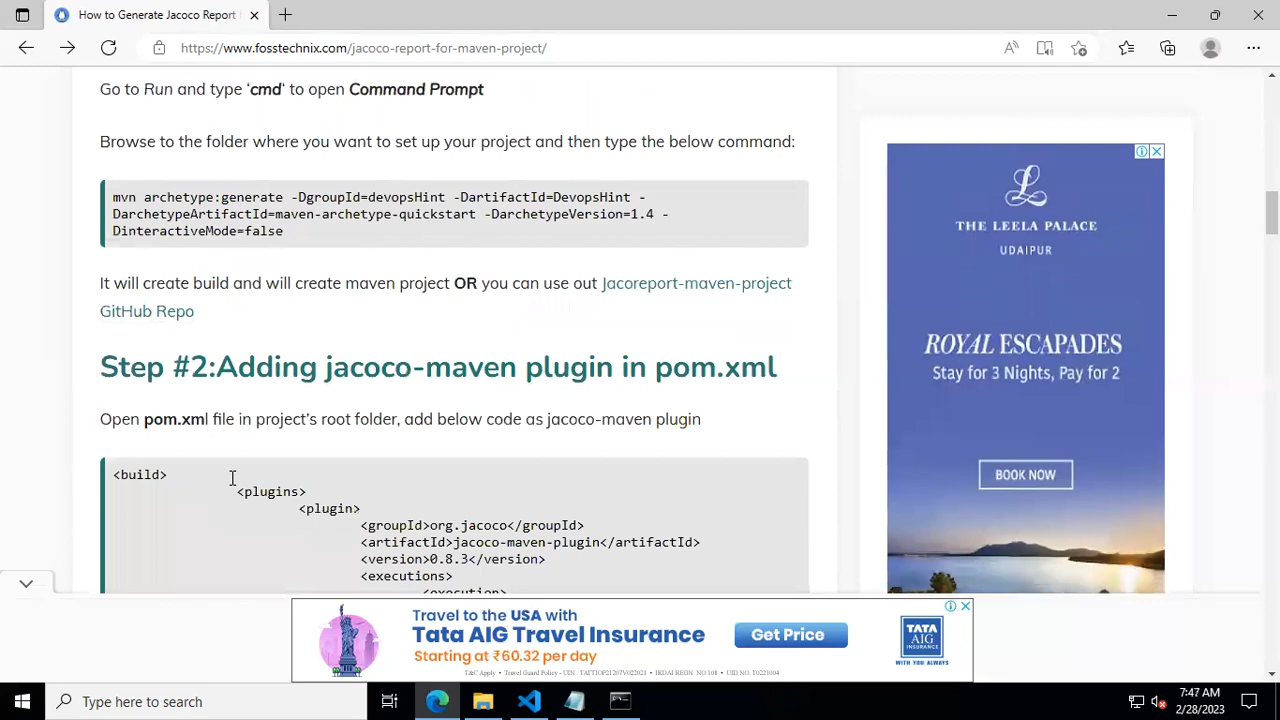 How to Generate Jacoco Report
https://www.fosstechnix.com/jacoco-report-for-maven-project/
Go to Run and type ‘cmd‘ to open Command Prompt
Browse to the folder where you want to set up your project and then type the below command:
mvn archetype:generate -DgroupId=devopsHint -DartifactId=DevopsHint -
DarchetypeArtifactId=maven-archetype-quickstart -DarchetypeVersion=1.4 -
DinteractiveMode=false
It will create build and will create maven project OR you can use out Jacoreport-maven-project
GitHub Repo
Step #2:Adding jacoco-maven plugin in pom.xml
Open pom.xml file in project’s root folder, add below code as jacoco-maven plugin
<build>
<plugins>
<plugin>
<groupId>org.jacoco</groupId>
<artifactId>jacoco-maven-plugin</artifactId>
<version>0.8.3</version>
<executions>
<execution>
THE LEELA PALACE
UDAIPUR
ROYAL ESCAPADES
Stay for 3 Nights, Pay for 2
BOOK NOW
Travel to the USA with
Tata AIG Travel Insurance
Starting at ₹60.32 per day
Get Price
TATA
AIG
INSURANCE
WITH YOU ALWAYS
Type here to search
7:47 AM
2/28/2023